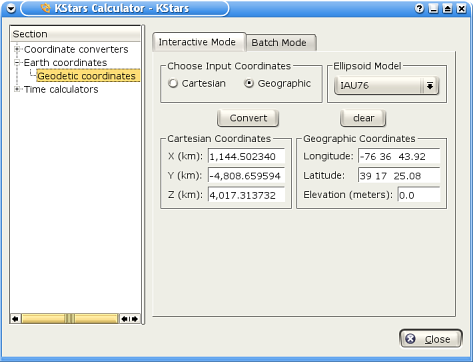 KStars Calculator - KStars
Section
Coordinate converters
Earth coordinates
Geodetic coordinates
Time calculators
Interactive Mode
Batch Mode
Choose Input Coordinates
Cartesian
Geographic
Ellipsoid Model
IAU76
Convert
clear
Cartesian Coordinates
X (km): 1,144.502340
Y (km): -4,808.659594
Z (km): 4,017.313732
Geographic Coordinates
Longitude: -76 36 43.92
Latitude: 39 17 25.08
Elevation (meters): 0.0
Close